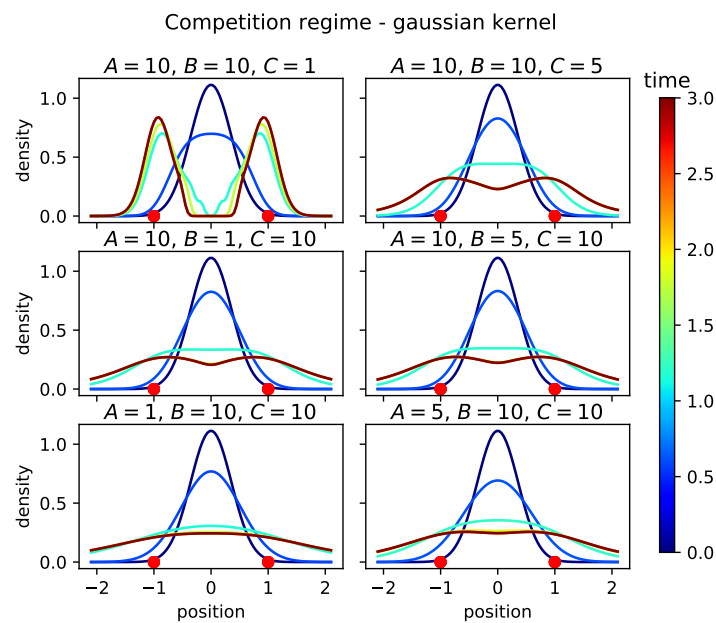 Competition regime - gaussian kernel
A = 10, B = 10, C = 1
A = 10, B = 10, C = 5
time
density
1.0
0.5
0.0
3.0
2.5
2.0
1.5
1.0
0.5
0.0
A = 10, B = 1, C = 10
A = 10, B = 5, C = 10
density
1.0
0.5
0.0
A = 1, B = 10, C = 10
A = 5, B = 10, C = 10
density
1.0
0.5
0.0
−2 −1 0 1 2
−2 −1 0 1 2
position
position